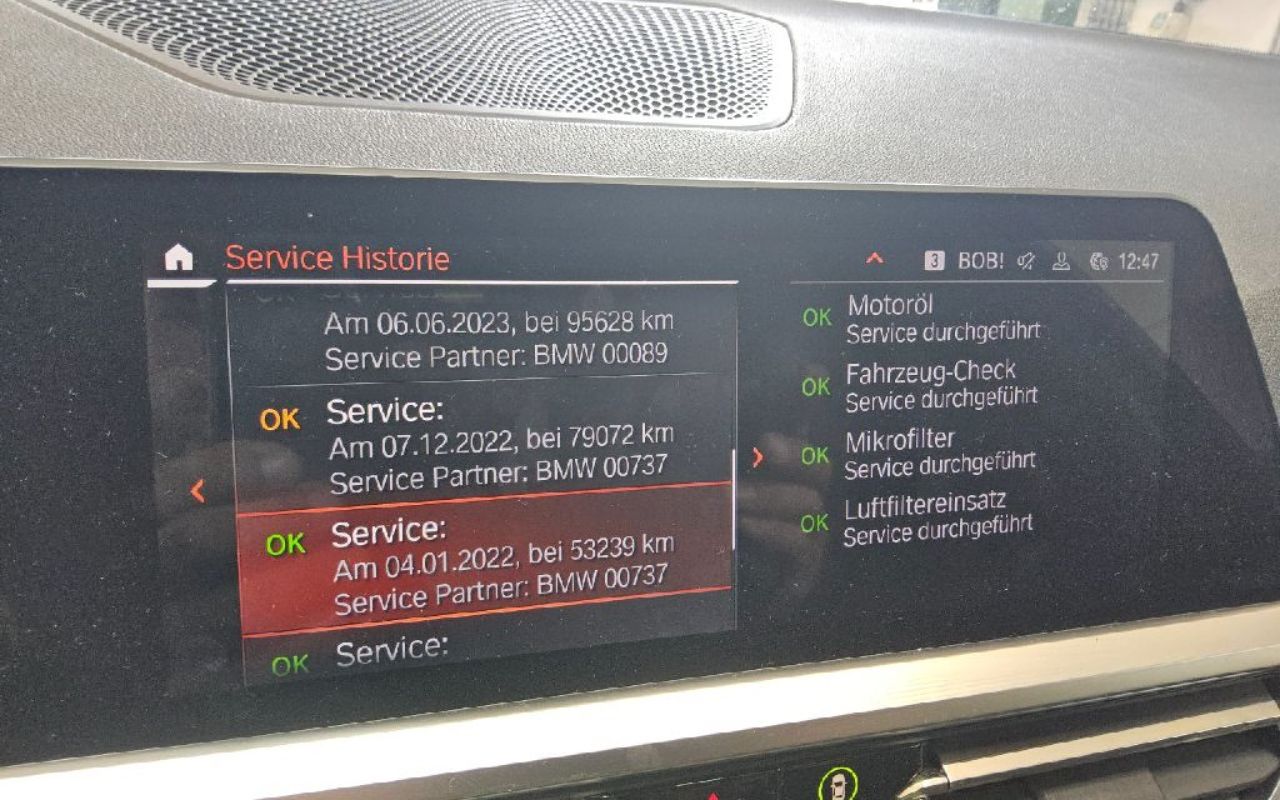 Service Historie
3 BOB! 12:47
Am 06.06.2023, bei 95628 km
Service Partner: BMW 00089
OK Service:
Am 07.12.2022, bei 79072 km
Service Partner: BMW 00737
OK Service:
Am 04.01.2022, bei 53239 km
Service Partner: BMW 00737
OK Service:
OK Motoröl
Service durchgeführt
OK Fahrzeug-Check
Service durchgeführt
OK Mikrofilter
Service durchgeführt
OK Luftfiltereinsatz
Service durchgeführt